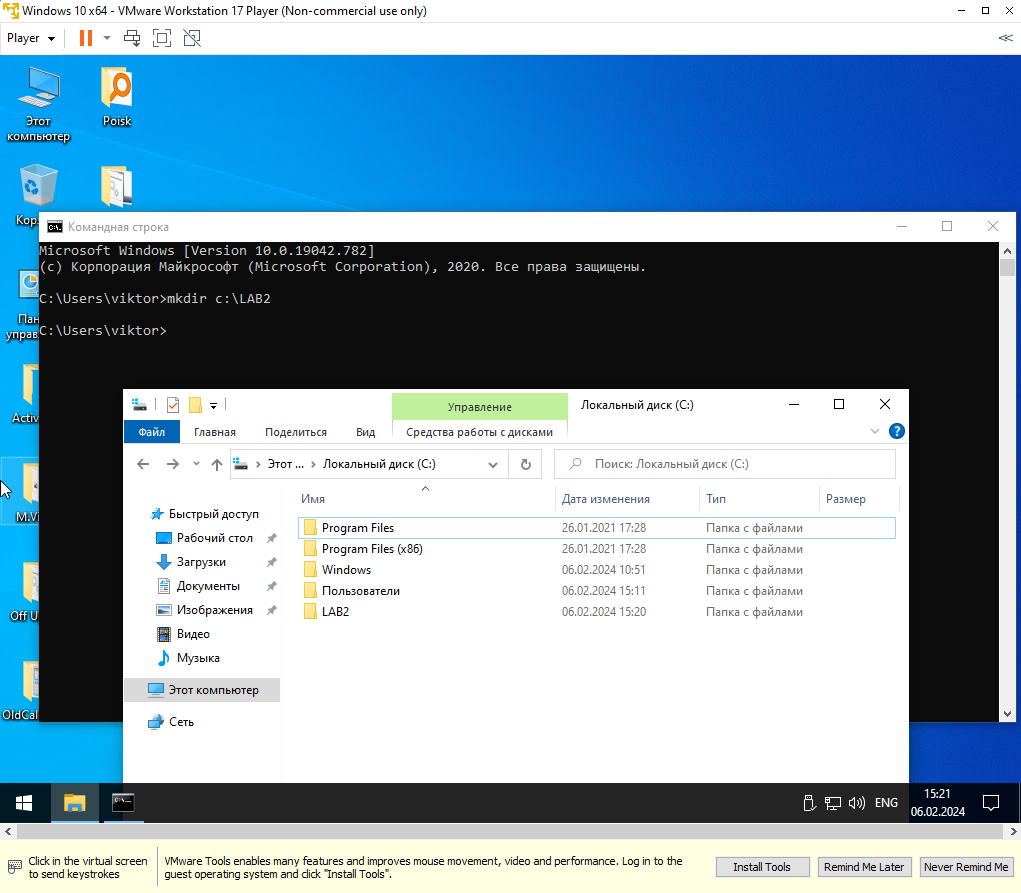 Windows 10 x64 - VMware Workstation 17 Player (Non-commercial use only)
Player
Этот компьютер
Poisk
Командная строка
Microsoft Windows [Version 10.0.19042.782]
(c) Корпорация Майкрософт (Microsoft Corporation), 2020. Все права защищены.
C:\Users\viktor>mkdir c:\LAB2
C:\Users\viktor>
Кор
Пан
управ
Activ
M.Vi
Off U
OldCal
Управление
Локальный диск (C:)
Файл
Главная
Поделиться
Вид
Средства работы с дисками
Этот ... › Локальный диск (C:)
Поиск: Локальный диск (C:)
Имя Дата изменения Тип Размер
Быстрый доступ
Рабочий стол
Загрузки
Документы
Изображения
Видео
Музыка
Этот компьютер
Сеть
Program Files 26.01.2021 17:28 Папка с файлами
Program Files (x86) 26.01.2021 17:28 Папка с файлами
Windows 06.02.2024 10:51 Папка с файлами
Пользователи 06.02.2024 15:11 Папка с файлами
LAB2 06.02.2024 15:20 Папка с файлами
ENG
15:21
06.02.2024
Click in the virtual screen
to send keystrokes
VMware Tools enables many features and improves mouse movement, video and performance. Log in to the
guest operating system and click "Install Tools".
Install Tools
Remind Me Later
Never Remind Me